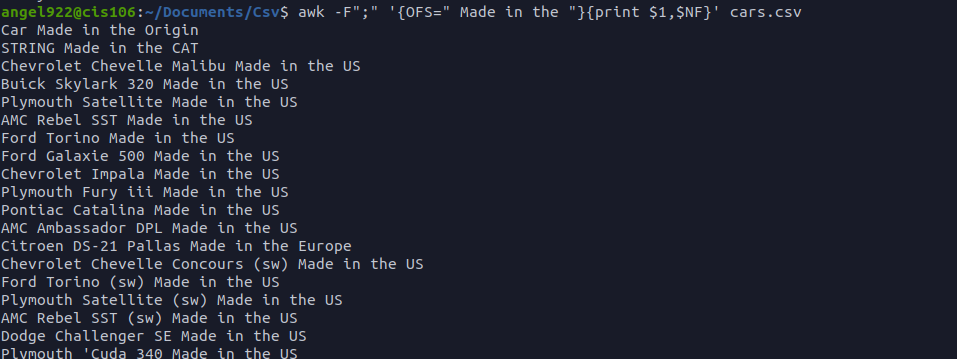 angel922@cis106:~/Documents/Csv$ awk -F";" '{OFS=" Made in the "}{print $1,$NF}' cars.csv
Car Made in the Origin
STRING Made in the CAT
Chevrolet Chevelle Malibu Made in the US
Buick Skylark 320 Made in the US
Plymouth Satellite Made in the US
AMC Rebel SST Made in the US
Ford Torino Made in the US
Ford Galaxie 500 Made in the US
Chevrolet Impala Made in the US
Plymouth Fury iii Made in the US
Pontiac Catalina Made in the US
AMC Ambassador DPL Made in the US
Citroen DS-21 Pallas Made in the Europe
Chevrolet Chevelle Concours (sw) Made in the US
Ford Torino (sw) Made in the US
Plymouth Satellite (sw) Made in the US
AMC Rebel SST (sw) Made in the US
Dodge Challenger SE Made in the US
Plymouth 'Cuda 340 Made in the US